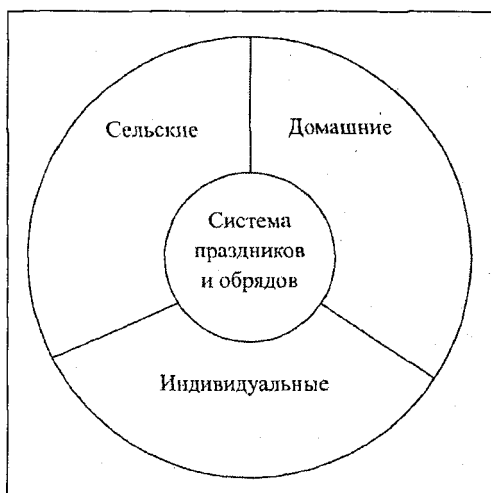 Сельские
Домашние
Система
праздников
и обрядов
Индивидуальные